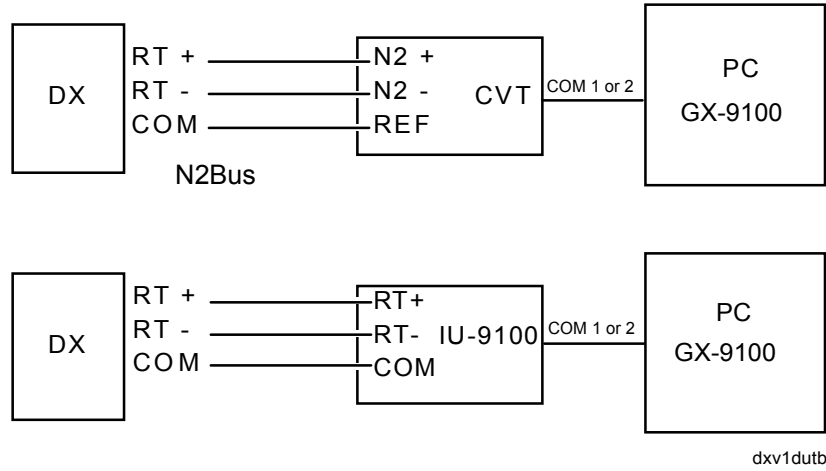 DX
RT +
RT -
COM
N2Bus
N2 +
N2 -
REF
CVT
COM 1 or 2
PC
GX-9100
DX
RT +
RT -
COM
RT+
RT-
COM
IU-9100
COM 1 or 2
PC
GX-9100
dxv1dutb